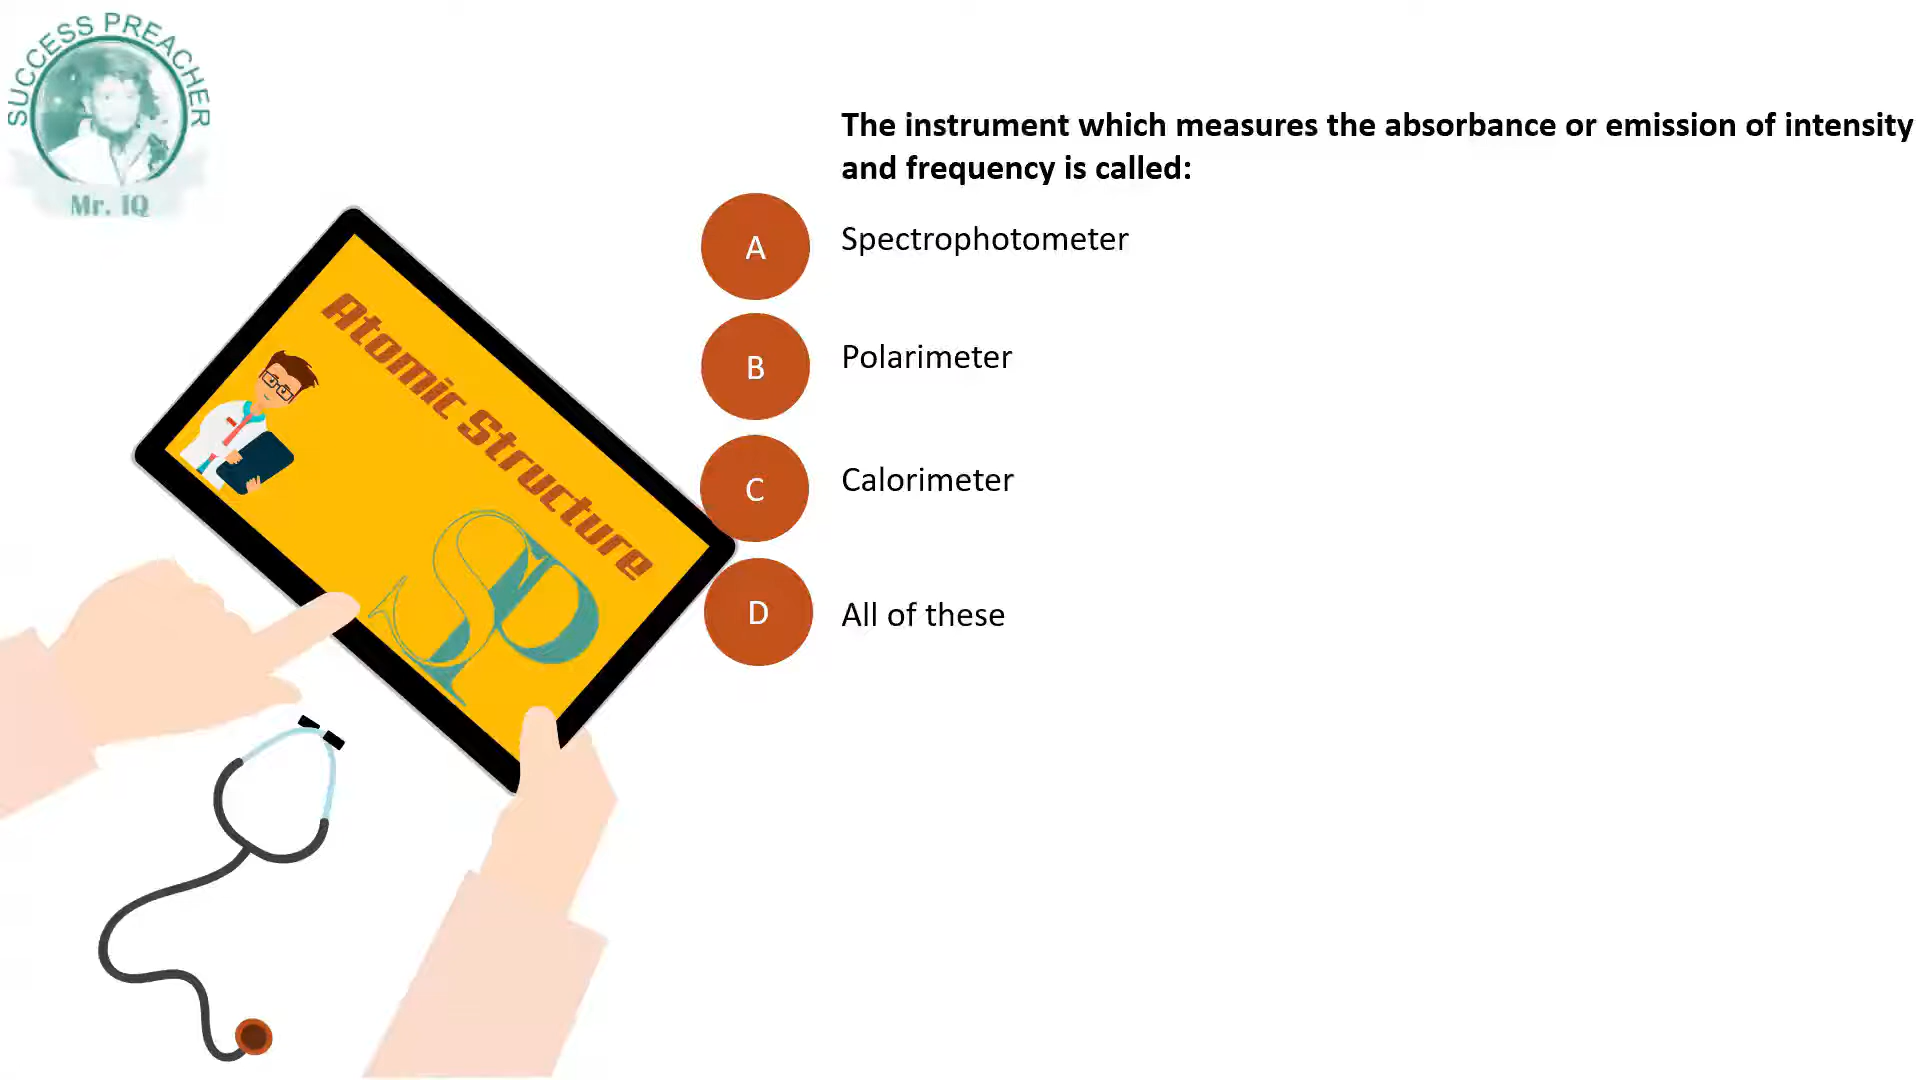 SUCCESS PREACHER
Mr. IQ
The instrument which measures the absorbance or emission of intensity
and frequency is called:
A Spectrophotometer
B Polarimeter
C Calorimeter
D All of these
Atomic Structure
SP